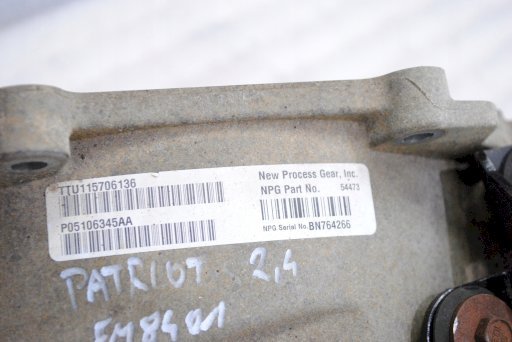 TTU115706136
P05106345AA
New Process Gear, Inc.
NPG Part No. 54473
NPG Serial No. BN764266
PATRIOT 2,4
EM8481